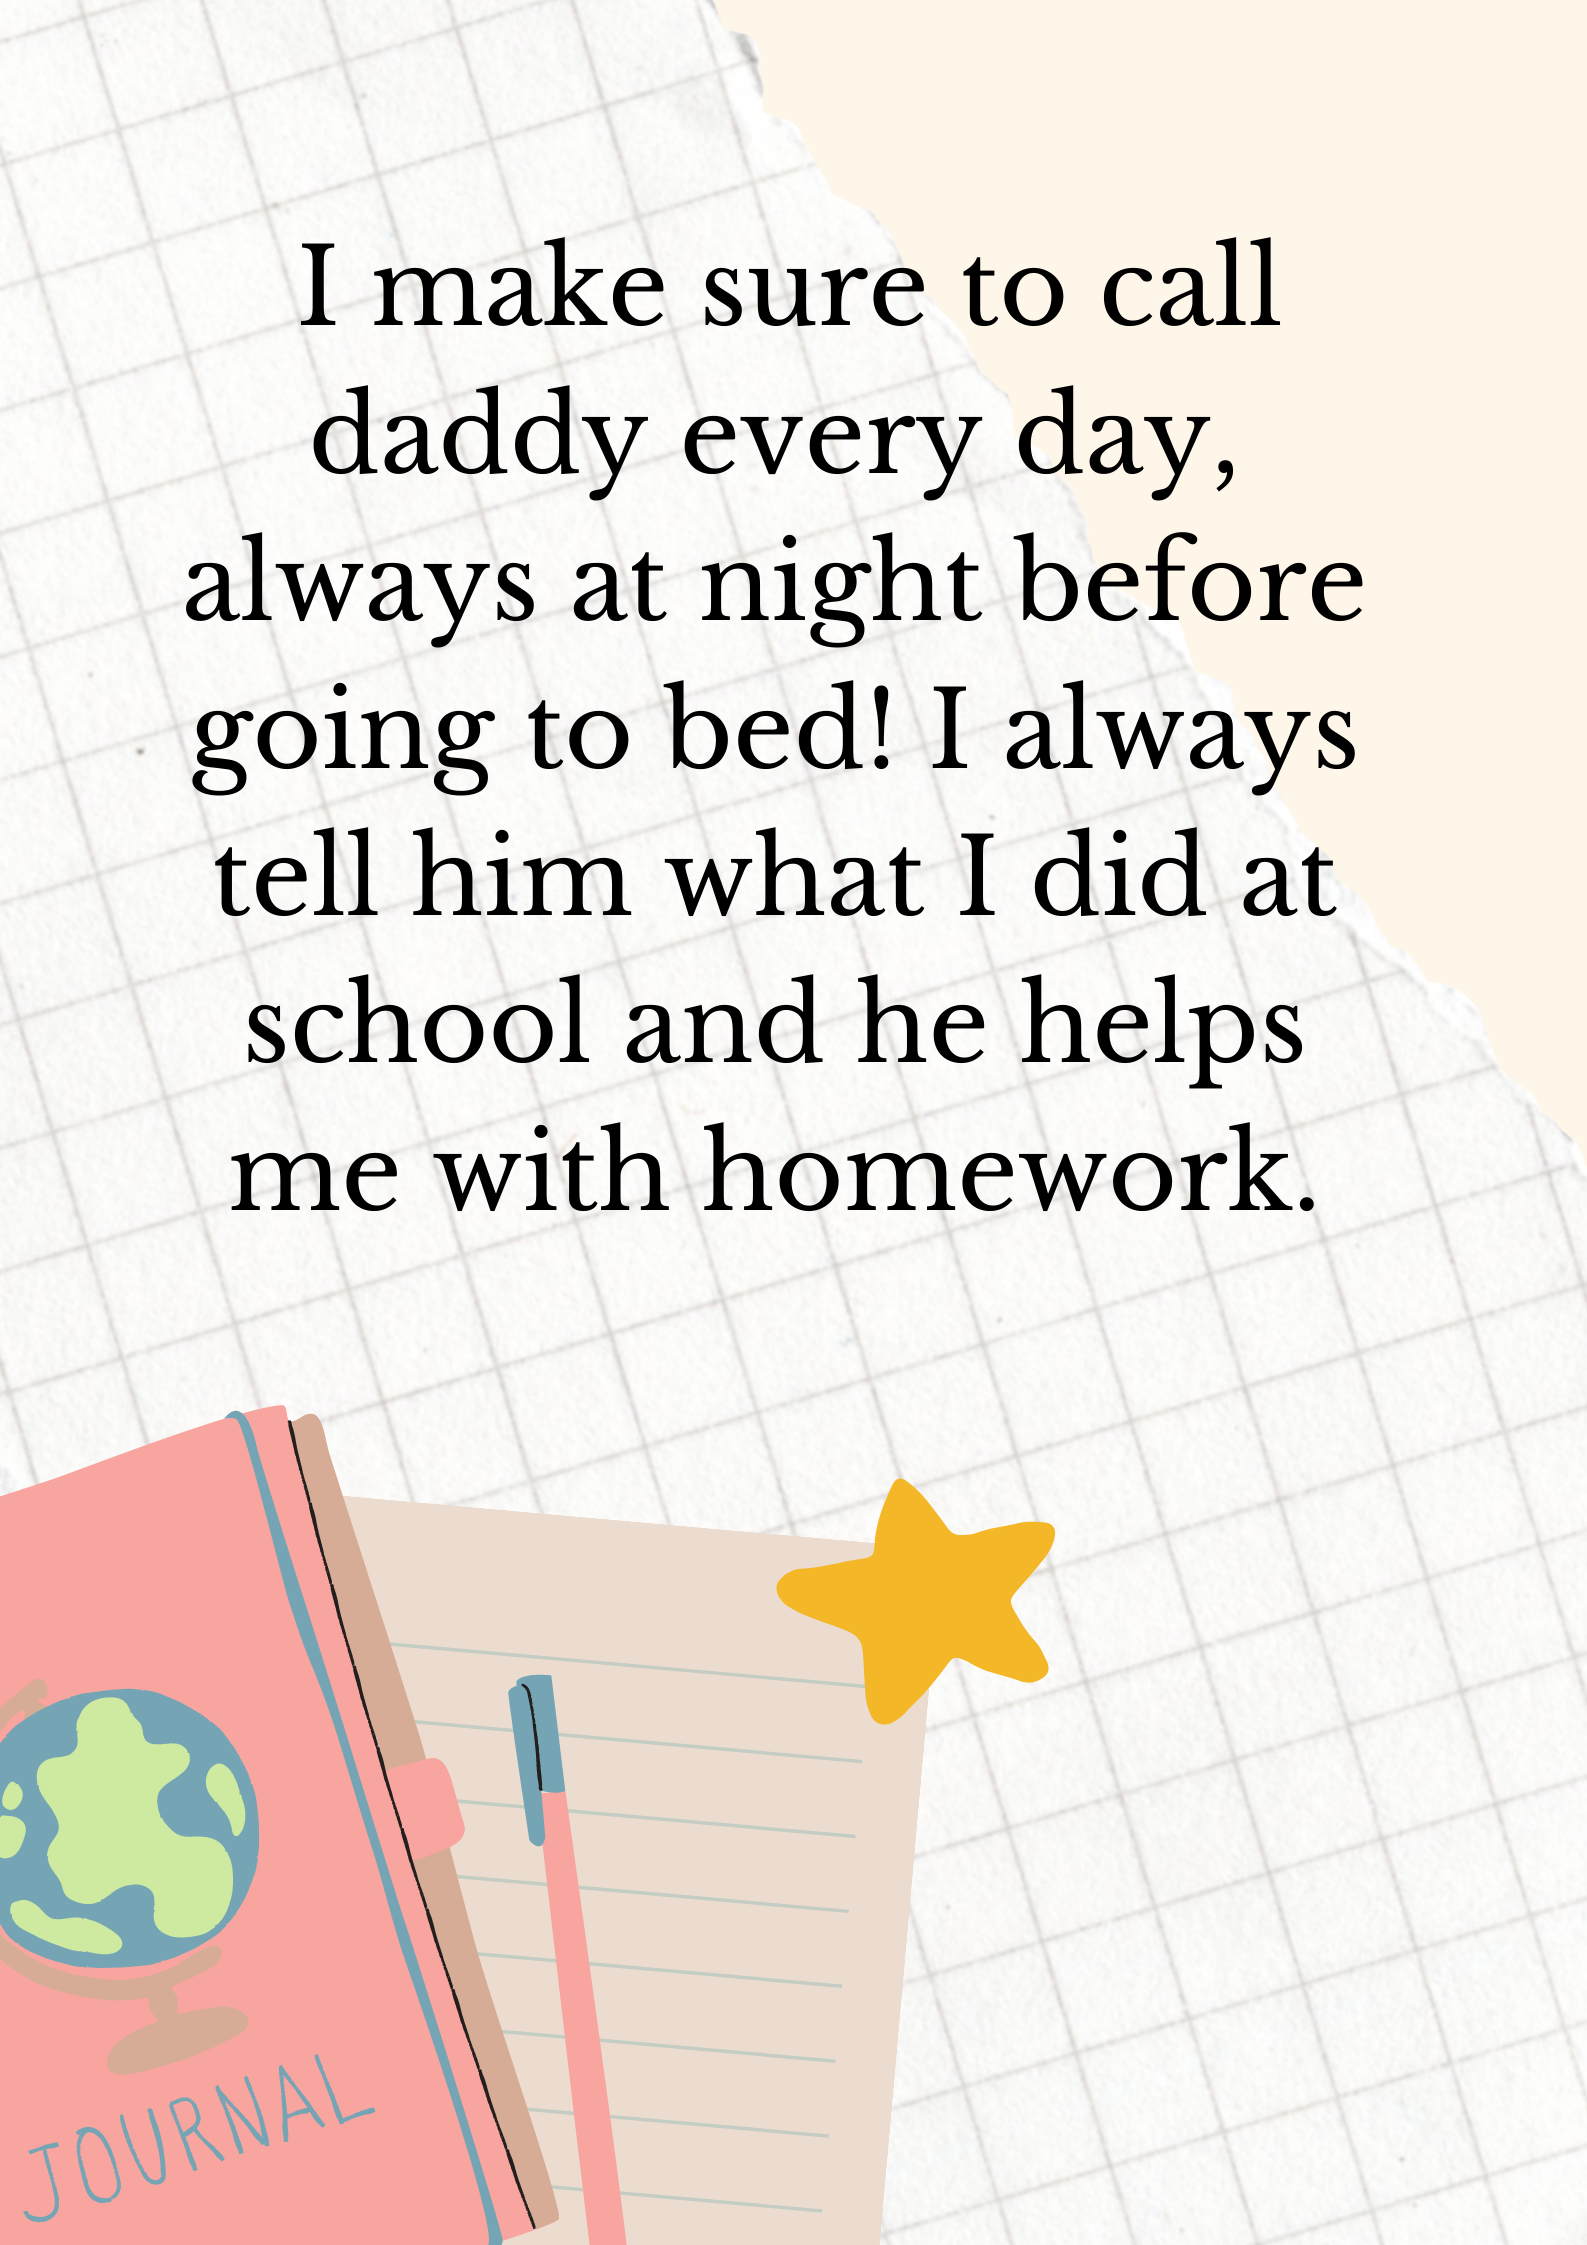 I make sure to call
daddy every day,
always at night before
going to bed! I always
tell him what I did at
school and he helps
me with homework.
JOURNAL